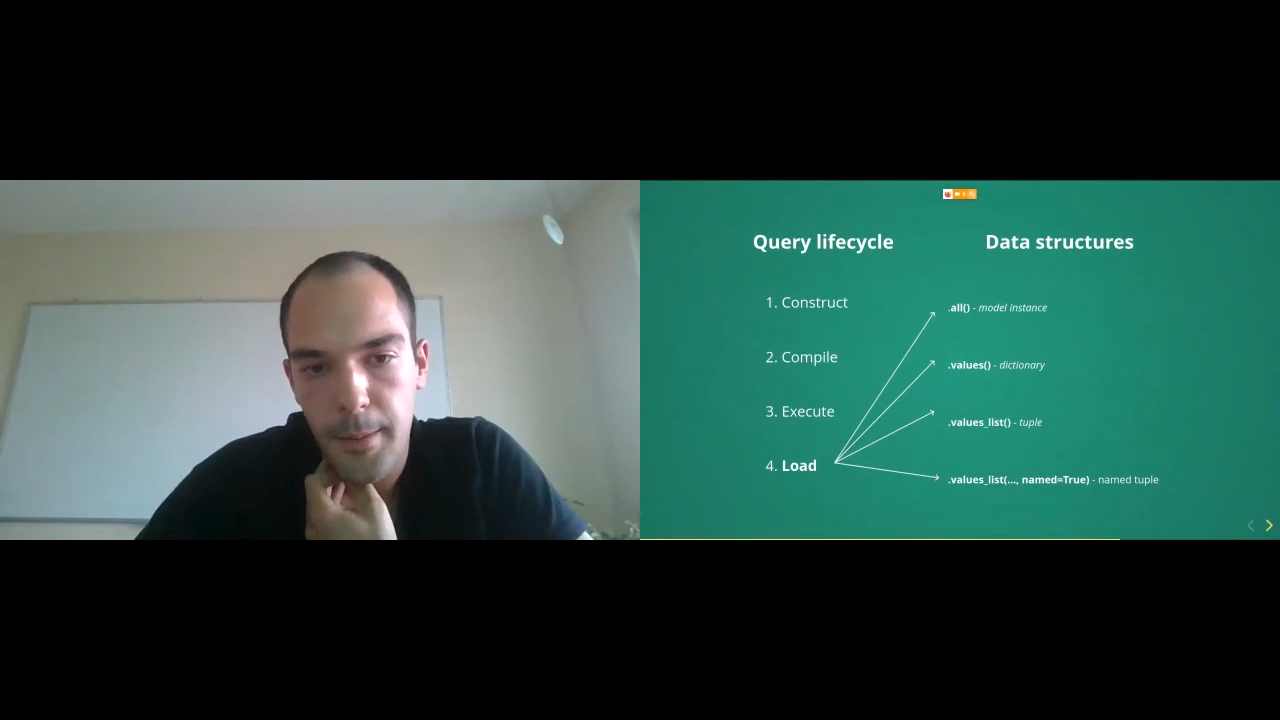 Query lifecycle
Data structures
1. Construct
.all() - model instance
2. Compile
.values() - dictionary
3. Execute
.values_list() - tuple
4. Load
.values_list(..., named=True) - named tuple